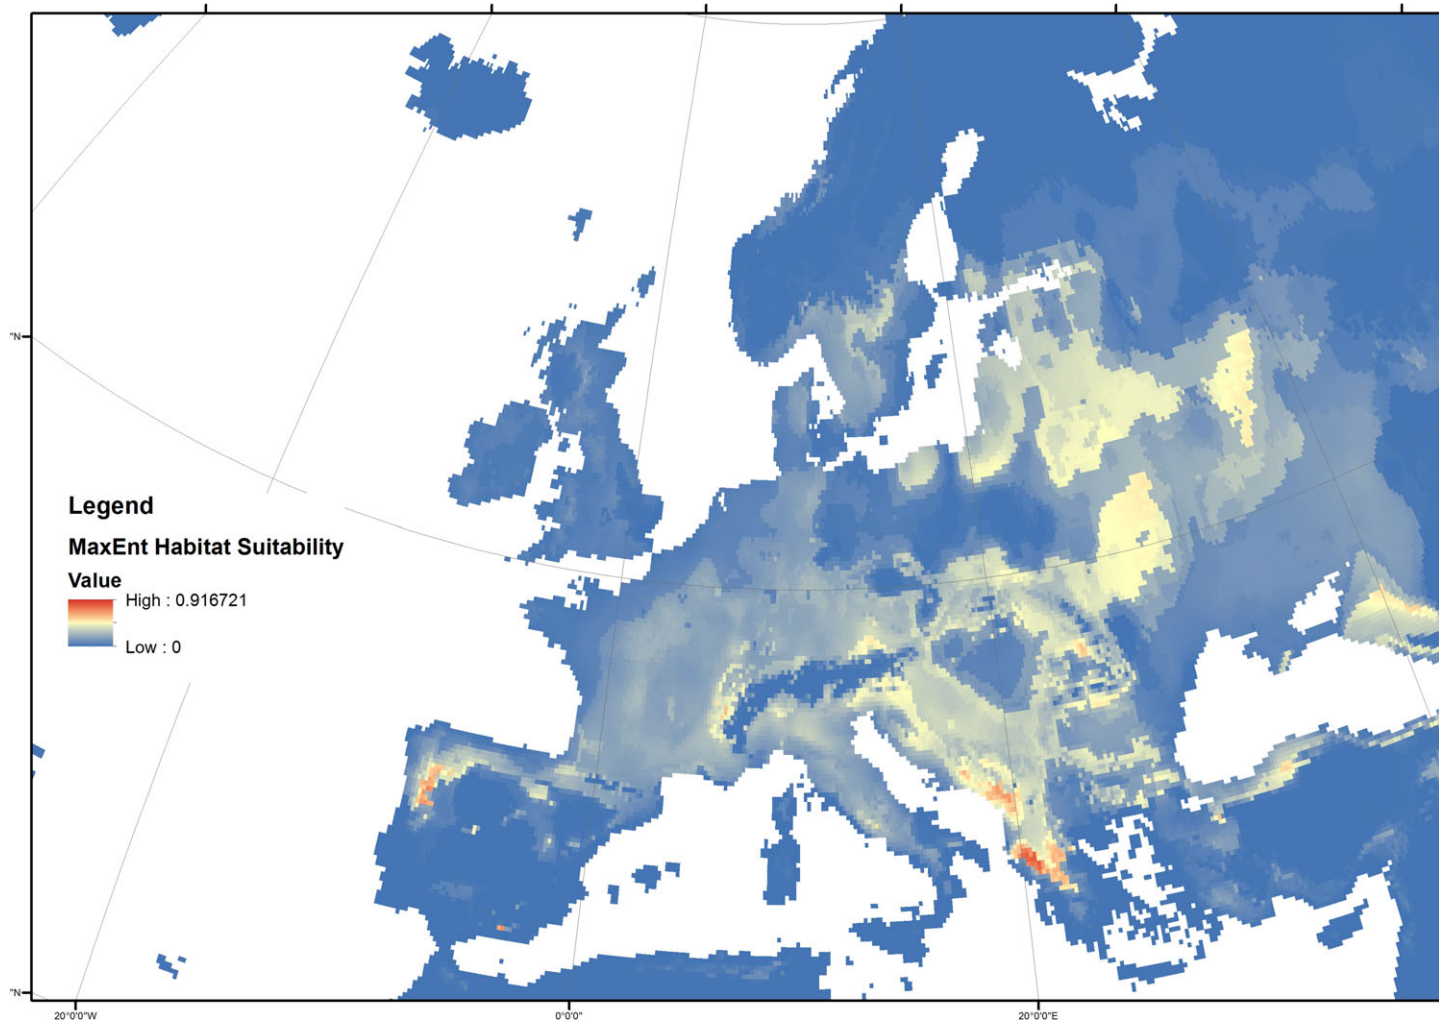 "N
Legend
MaxEnt Habitat Suitability
Value
High : 0.916721
Low : 0
"N
20°0'0"W
0°0'0"
20°0'0"E